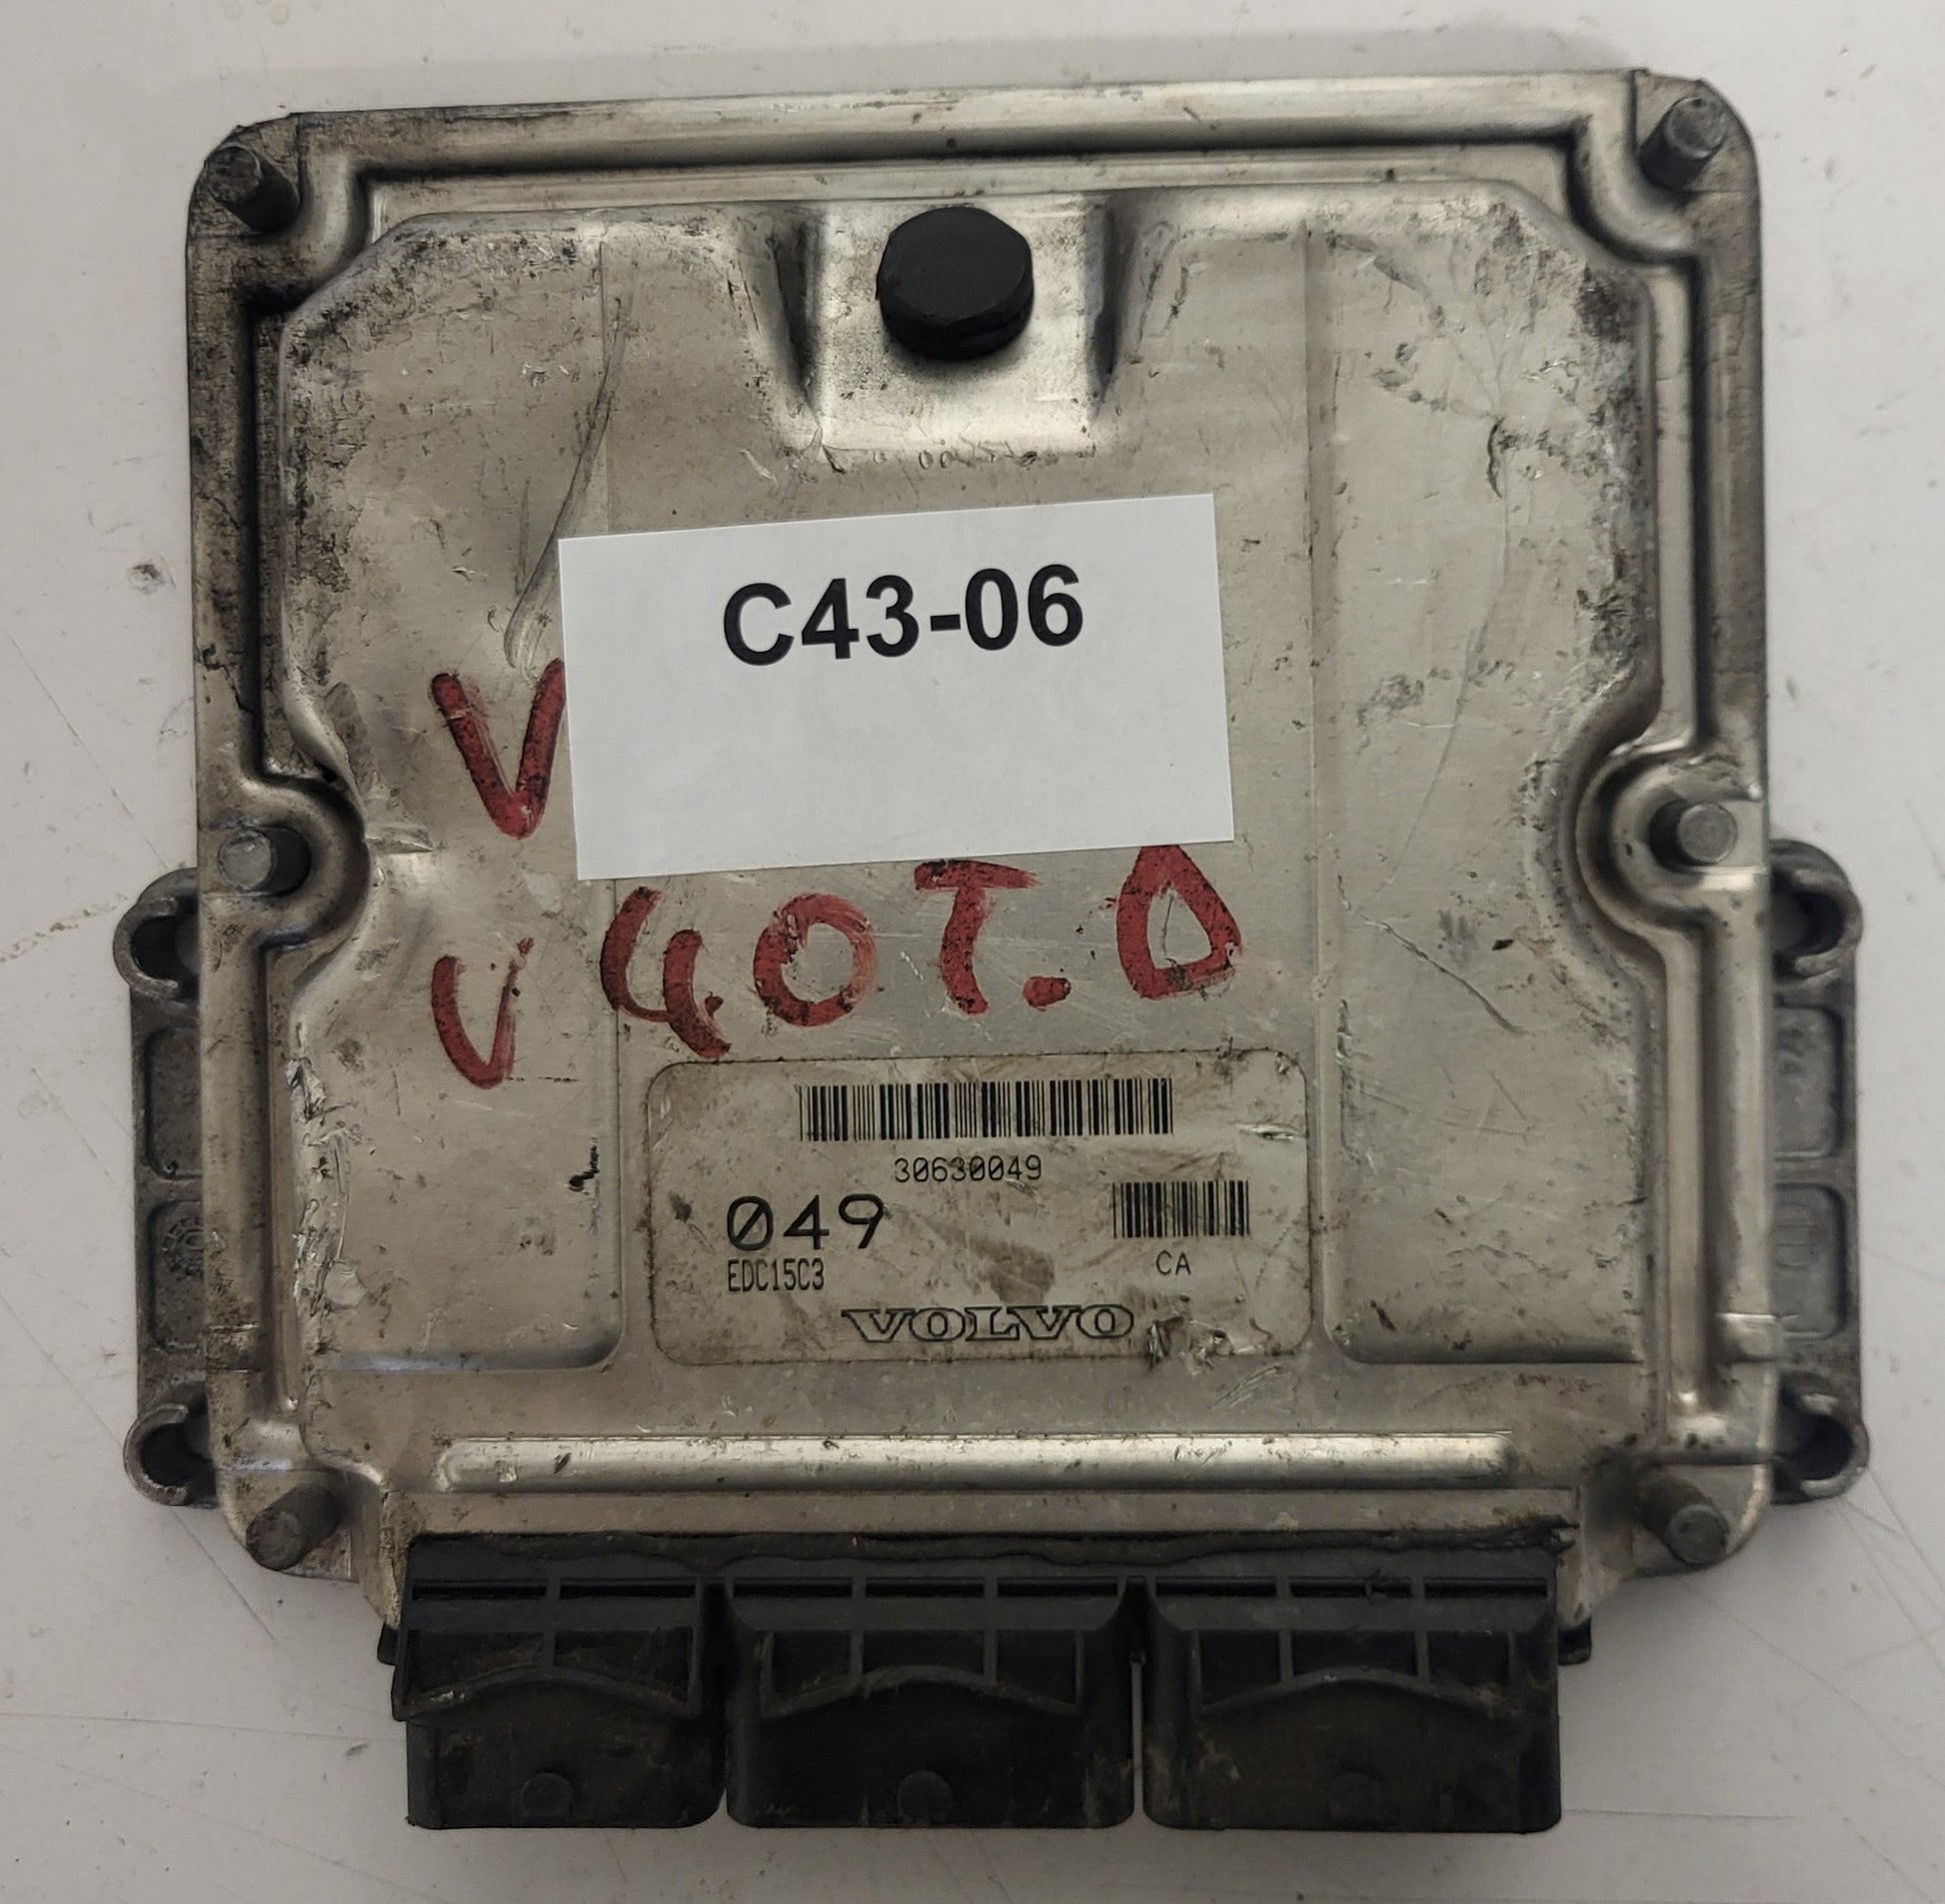 C43-06
V
V40T.D
30630049
049
EDC15C3
CA
VOLVO